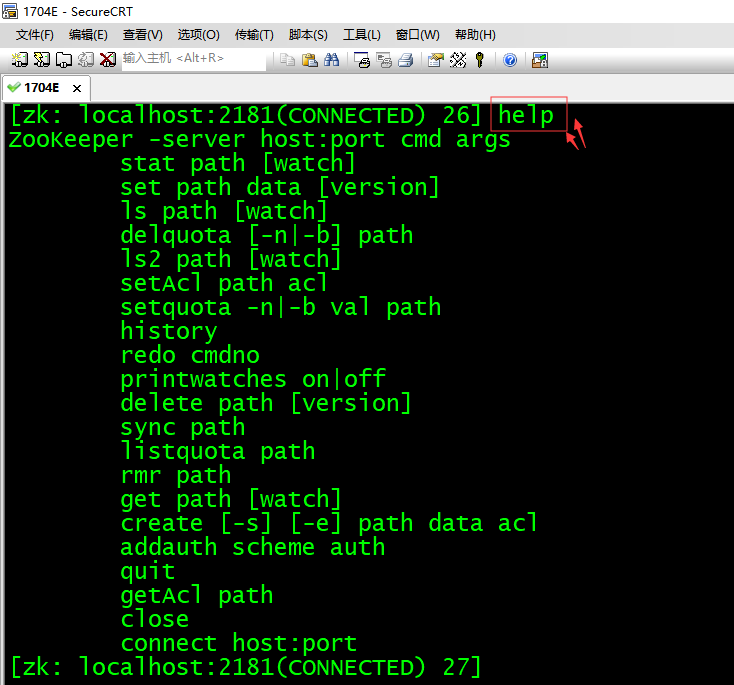 1704E - SecureCRT
文件(F) 编辑(E) 查看(V) 选项(O) 传输(T) 脚本(S) 工具(L) 窗口(W) 帮助(H)
输入主机 <Alt+R>
1704E
[zk: localhost:2181(CONNECTED) 26] help
ZooKeeper -server host:port cmd args
stat path [watch]
set path data [version]
ls path [watch]
delquota [-n|-b] path
ls2 path [watch]
setAcl path acl
setquota -n|-b val path
history
redo cmdno
printwatches on|off
delete path [version]
sync path
listquota path
rmr path
get path [watch]
create [-s] [-e] path data acl
addauth scheme auth
quit
getAcl path
close
connect host:port
[zk: localhost:2181(CONNECTED) 27]